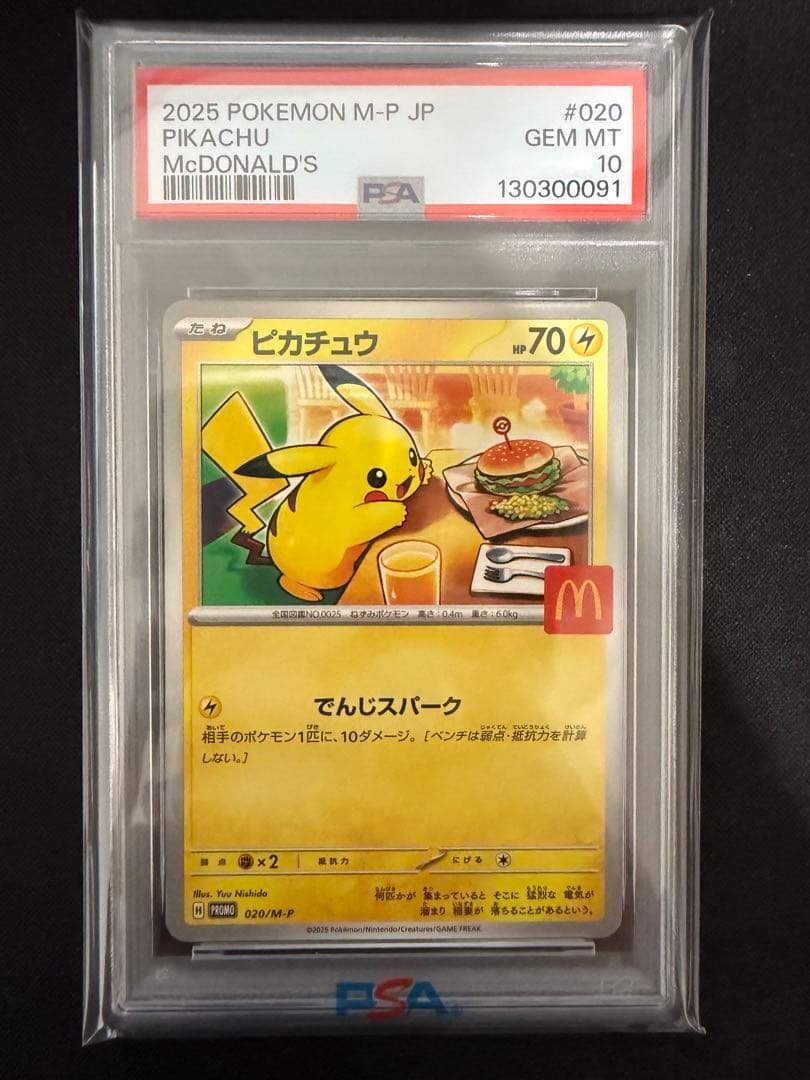 2025 POKEMON M-P JP #020
PIKACHU GEM MT
McDONALD'S 10
PSA 130300091
たね ピカチュウ HP70
全国図鑑NO.0025 ねずみポケモン 高さ:0.4m 重さ:6.0kg
M
でんじスパーク
相手のポケモン1匹に、10ダメージ。[ベンチは弱点・抵抗力を計算
しない。]
弱点 ×2 抵抗力 にげる
Illus. Yuu Nishida
何匹かが 集まっていると そこに 猛烈な 電気が
溜まり 稲妻が 落ちることがあるという。
H PROMO 020/M-P
©2025 Pokémon/Nintendo/Creatures/GAME FREAK.
PSA